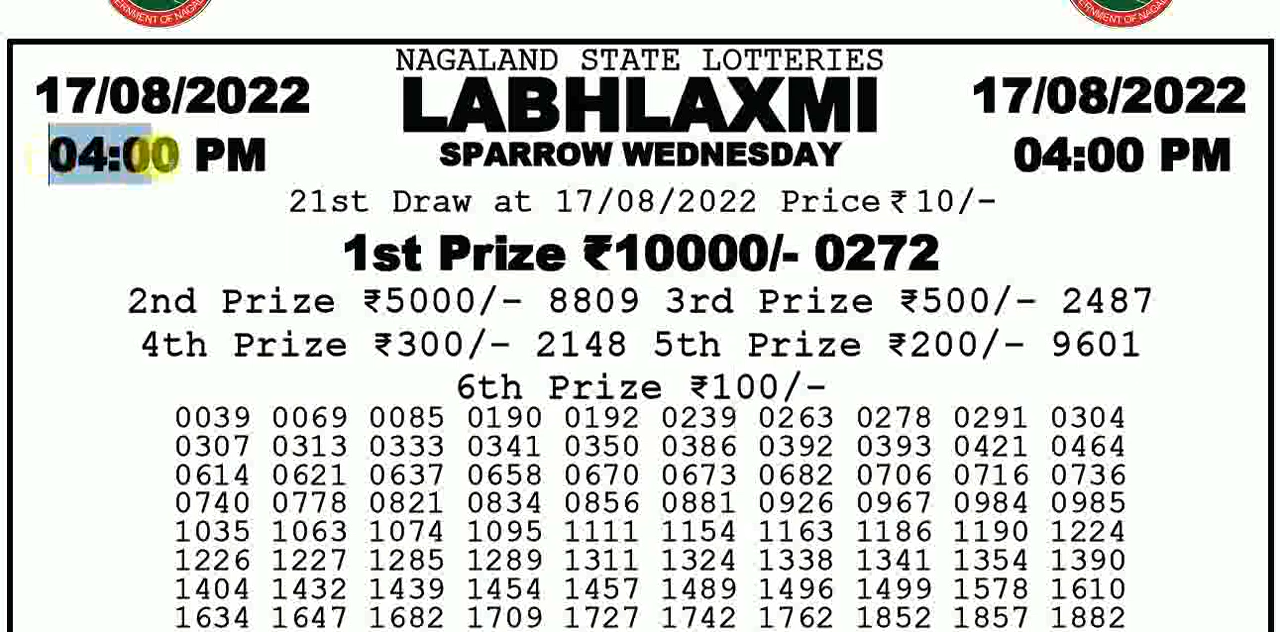 GOVERNMENT OF NAGAL
NAGALAND STATE LOTTERIES
17/08/2022 LABHLAXMI 17/08/2022
04:00 PM SPARROW WEDNESDAY 04:00 PM
21st Draw at 17/08/2022 Price ₹10/-
1st Prize ₹10000/- 0272
2nd Prize ₹5000/- 8809 3rd Prize ₹500/- 2487
4th Prize ₹300/- 2148 5th Prize ₹200/- 9601
6th Prize ₹100/-
0039 0069 0085 0190 0192 0239 0263 0278 0291 0304
0307 0313 0333 0341 0350 0386 0392 0393 0421 0464
0614 0621 0637 0658 0670 0673 0682 0706 0716 0736
0740 0778 0821 0834 0856 0881 0926 0967 0984 0985
1035 1063 1074 1095 1111 1154 1163 1186 1190 1224
1226 1227 1285 1289 1311 1324 1338 1341 1354 1390
1404 1432 1439 1454 1457 1489 1496 1499 1578 1610
1634 1647 1682 1709 1727 1742 1762 1852 1857 1882